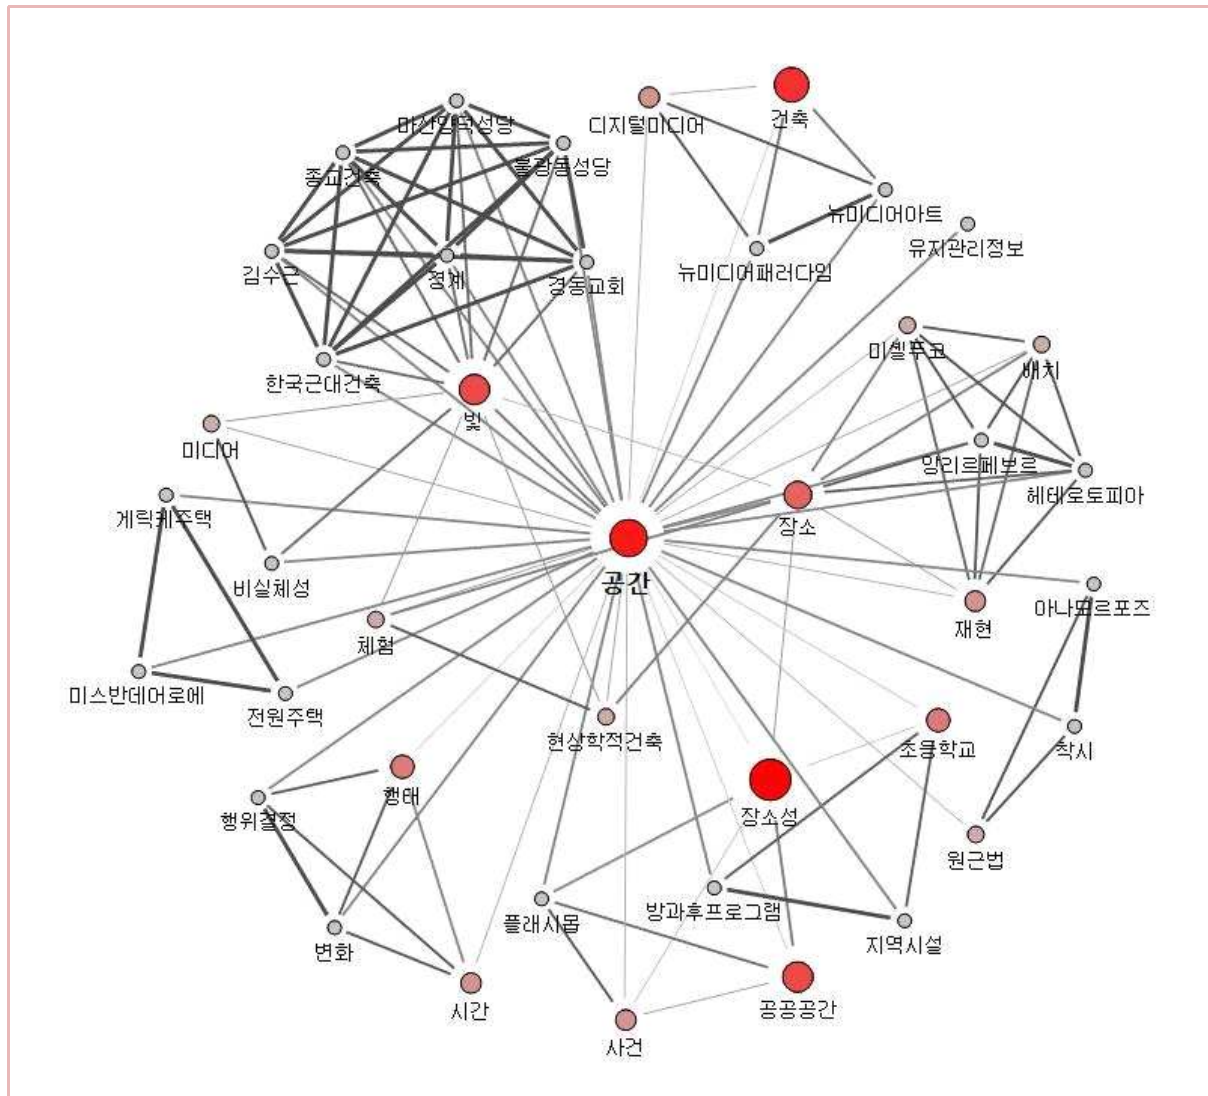 마산양덕성당
디지털미디어
건축
종교건축
불광동성당
뉴미디어아트
유지관리정보
김수근
경계
경동교회
뉴미디어패러다임
미셸푸코
배치
한국근대건축
빛
미디어
앙리르페브르
헤테로토피아
게릭케주택
장소
비실체성
공간
아나모르포즈
체험
재현
미스반데어로에
전원주택
현상학적건축
초등학교
착시
행태
장소성
행위결정
원근법
방과후프로그램
플래시몹
지역시설
변화
시간
공공공간
사건